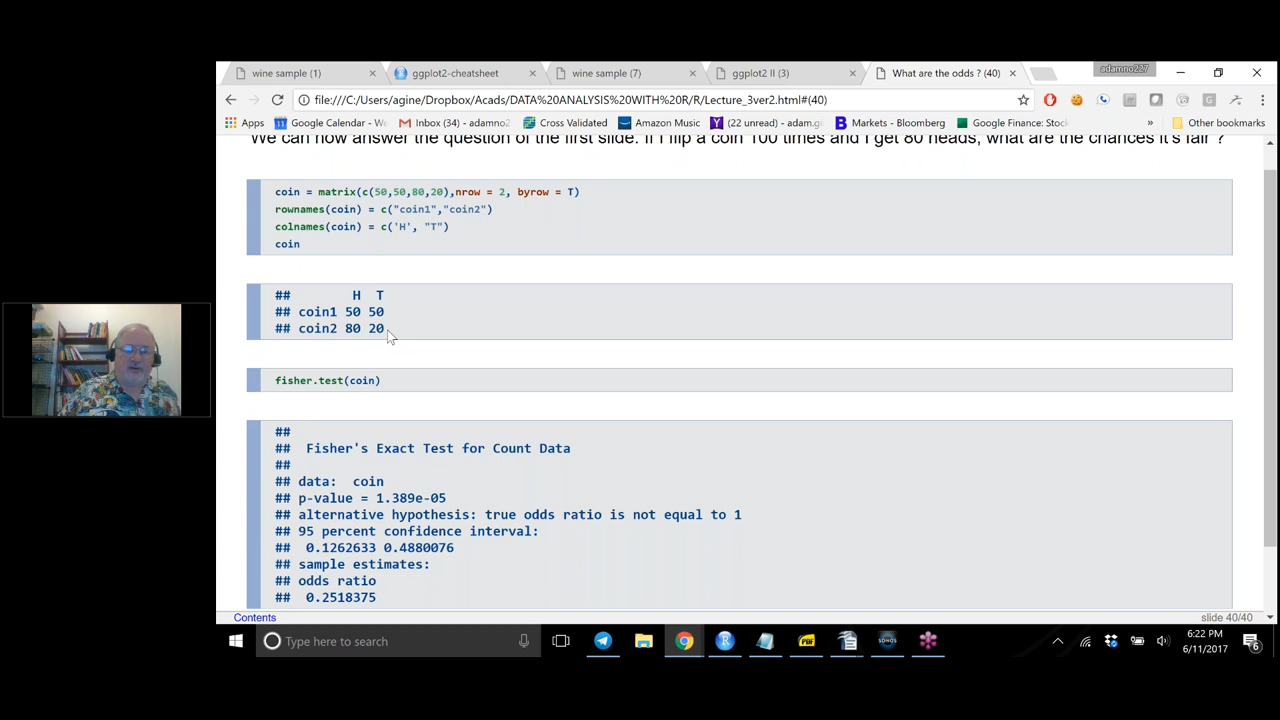 wine sample (1)
ggplot2-cheatsheet
wine sample (7)
ggplot2 II (3)
What are the odds ? (40)
adamno227
file:///C:/Users/agine/Dropbox/Acads/DATA%20ANALYSIS%20WITH%20R/R/Lecture_3ver2.html#(40)
Apps
Google Calendar - We
Inbox (34) - adamno2
Cross Validated
Amazon Music
(22 unread) - adam.g
Markets - Bloomberg
Google Finance: Stoc
»
Other bookmarks
We can now answer the question of the first slide. If I flip a coin 100 times and I get 80 heads, what are the chances it's fair ?
coin = matrix(c(50,50,80,20),nrow = 2, byrow = T)
rownames(coin) = c("coin1","coin2")
colnames(coin) = c('H', "T")
coin
## H T
## coin1 50 50
## coin2 80 20
fisher.test(coin)
##
## Fisher's Exact Test for Count Data
##
## data: coin
## p-value = 1.389e-05
## alternative hypothesis: true odds ratio is not equal to 1
## 95 percent confidence interval:
## 0.1262633 0.4880076
## sample estimates:
## odds ratio
## 0.2518375
Contents
slide 40/40
Type here to search
PDF
SONOS
6:22 PM
6/11/2017
6